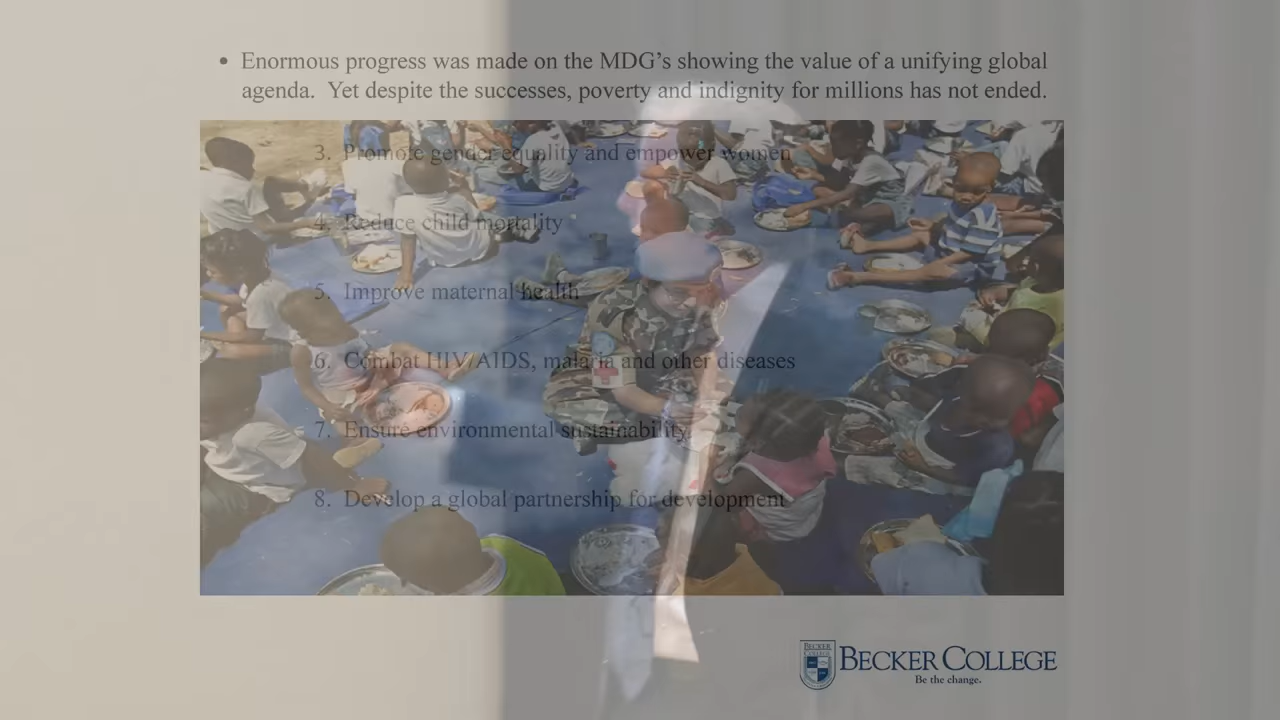 • Enormous progress was made on the MDG’s showing the value of a unifying global
agenda. Yet despite the successes, poverty and indignity for millions has not ended.
3. Promote gender equality and empower women
4. Reduce child mortality
5. Improve maternal health
6. Combat HIV/AIDS, malaria and other diseases
7. Ensure environmental sustainability
8. Develop a global partnership for development
BECKER
COLLEGE
BECKER COLLEGE
Be the change.